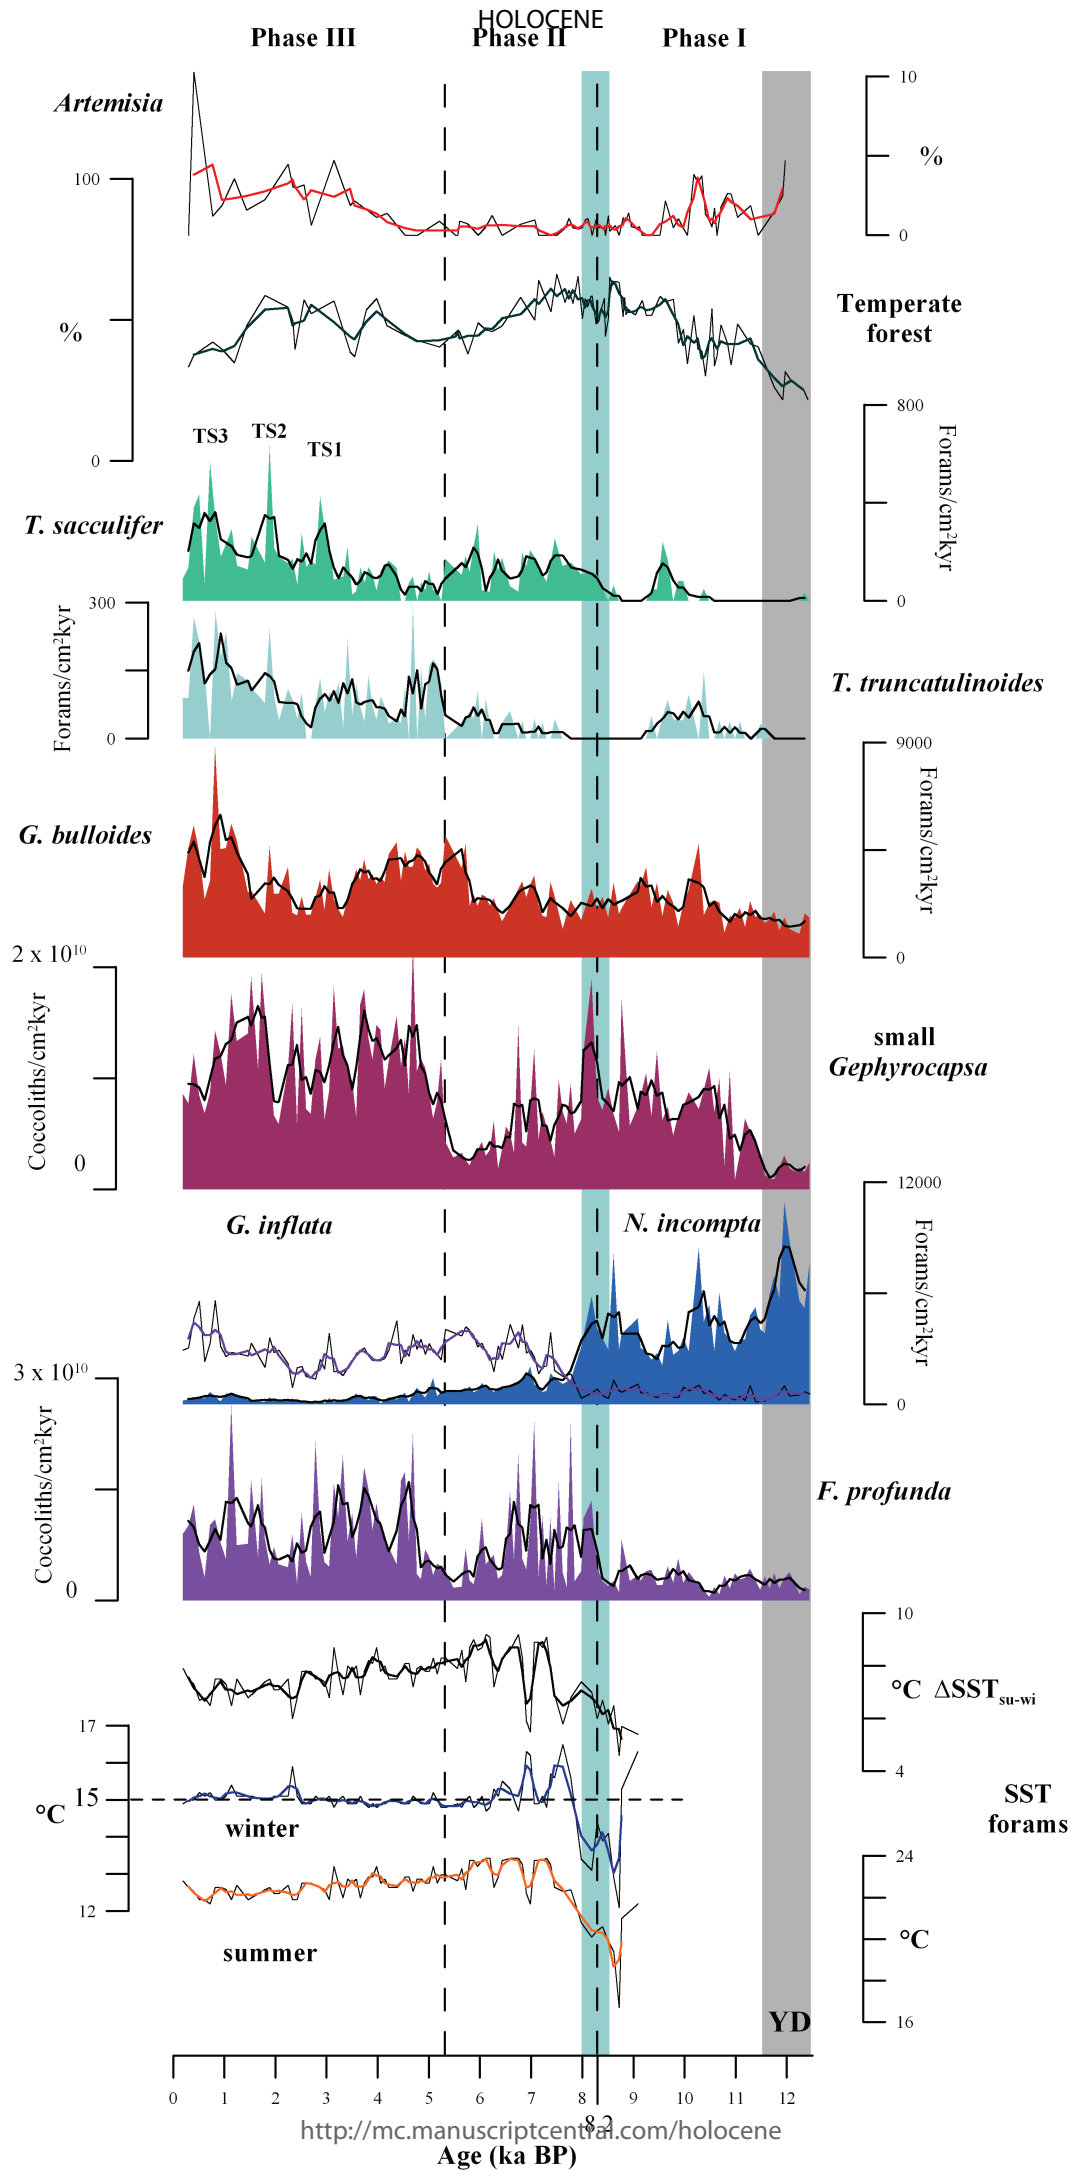 HOLOCENE
Phase III
Phase II
Phase I
Artemisia
10
%
0
100
%
0
Temperate
forest
800
Forams/cm²kyr
0
TS3
TS2
TS1
T. sacculifer
300
Forams/cm²kyr
0
T. truncatulinoides
9000
Forams/cm²kyr
0
G. bulloides
2 x 10¹⁰
Coccoliths/cm²kyr
0
small
Gephyrocapsa
12000
Forams/cm²kyr
0
G. inflata
N. incompta
3 x 10¹⁰
Coccoliths/cm²kyr
0
F. profunda
10
°C ΔSSTsu-wi
4
17
15
°C
12
winter
SST
forams
24
°C
16
summer
YD
0 1 2 3 4 5 6 7 8 9 10 11 12
8.2
http://mc.manuscriptcentral.com/holocene
Age (ka BP)